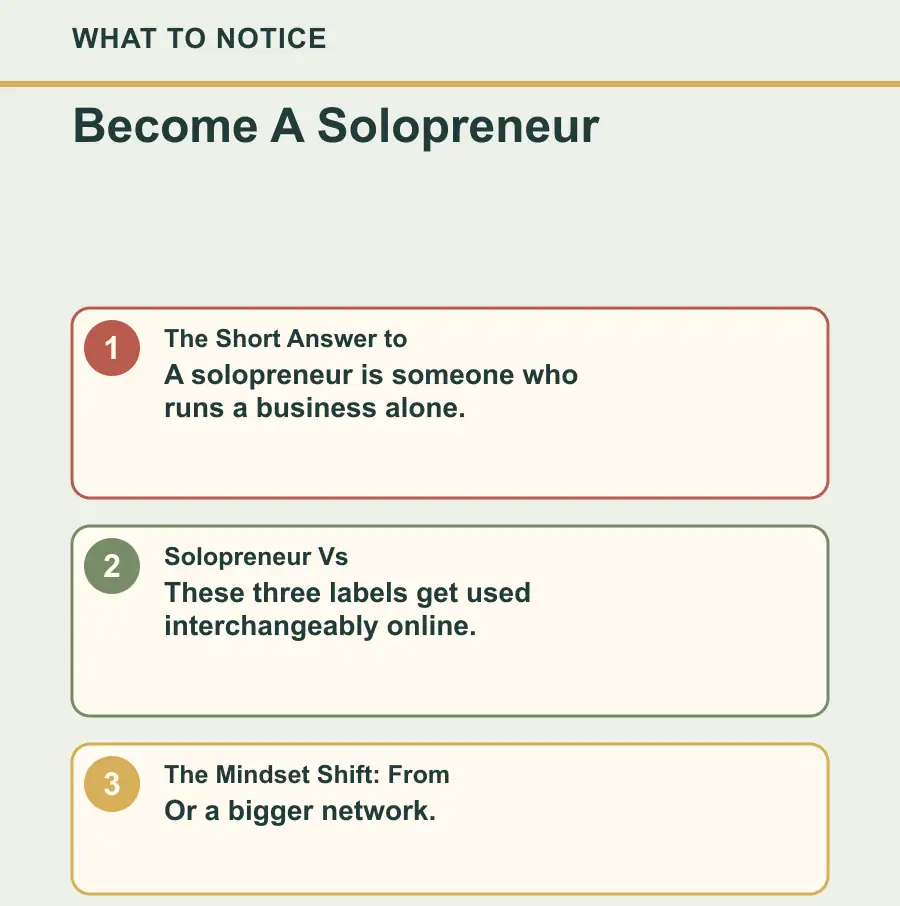 WHAT TO NOTICE
Become A Solopreneur
1
The Short Answer to
A solopreneur is someone who
runs a business alone.
2
Solopreneur Vs
These three labels get used
interchangeably online.
3
The Mindset Shift: From
Or a bigger network.